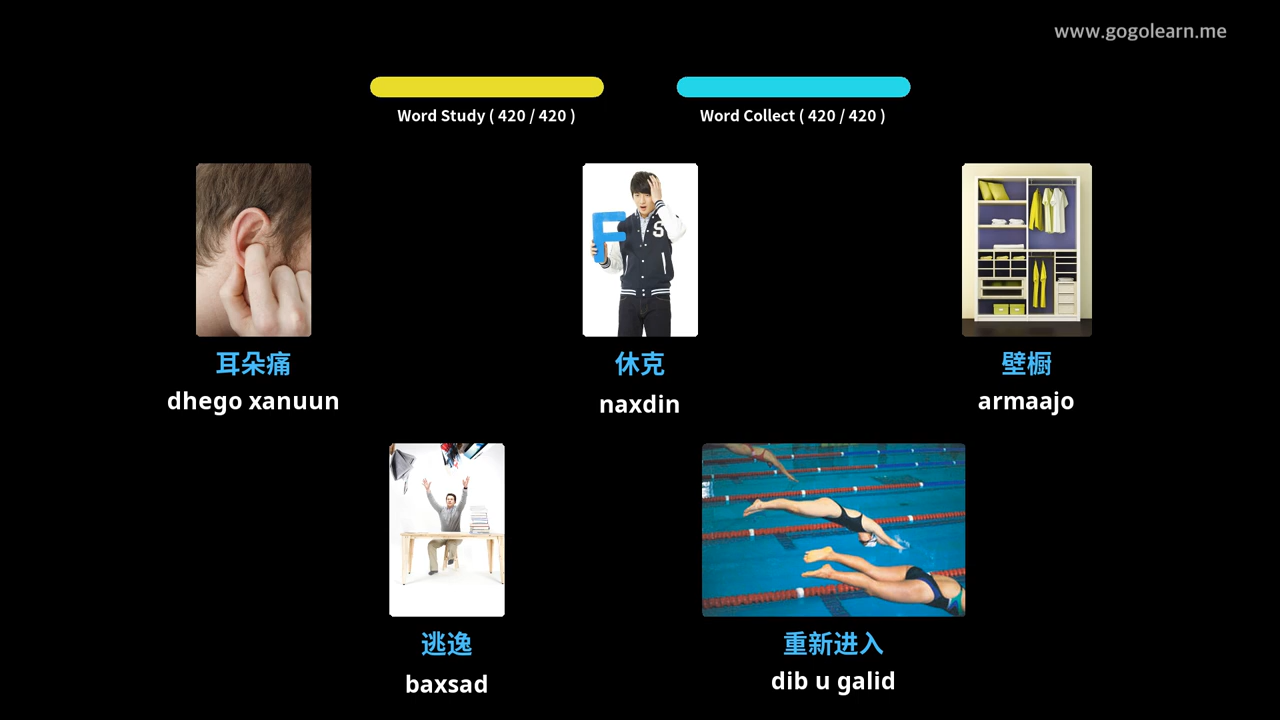 www.gogolearn.me
Word Study ( 420 / 420 )
Word Collect ( 420 / 420 )
F
S
耳朵痛
dhego xanuun
休克
naxdin
壁橱
armaajo
逃逸
baxsad
重新进入
dib u galid